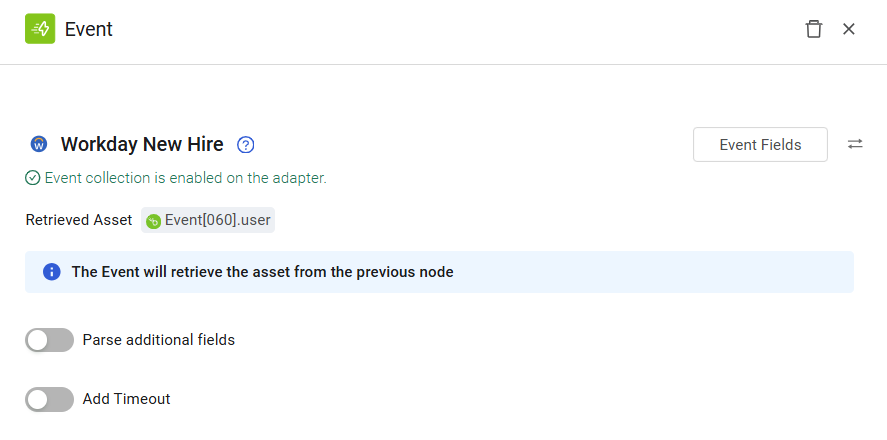 Event
Workday New Hire
Event Fields
Event collection is enabled on the adapter.
Retrieved Asset Event[060].user
The Event will retrieve the asset from the previous node
Parse additional fields
Add Timeout